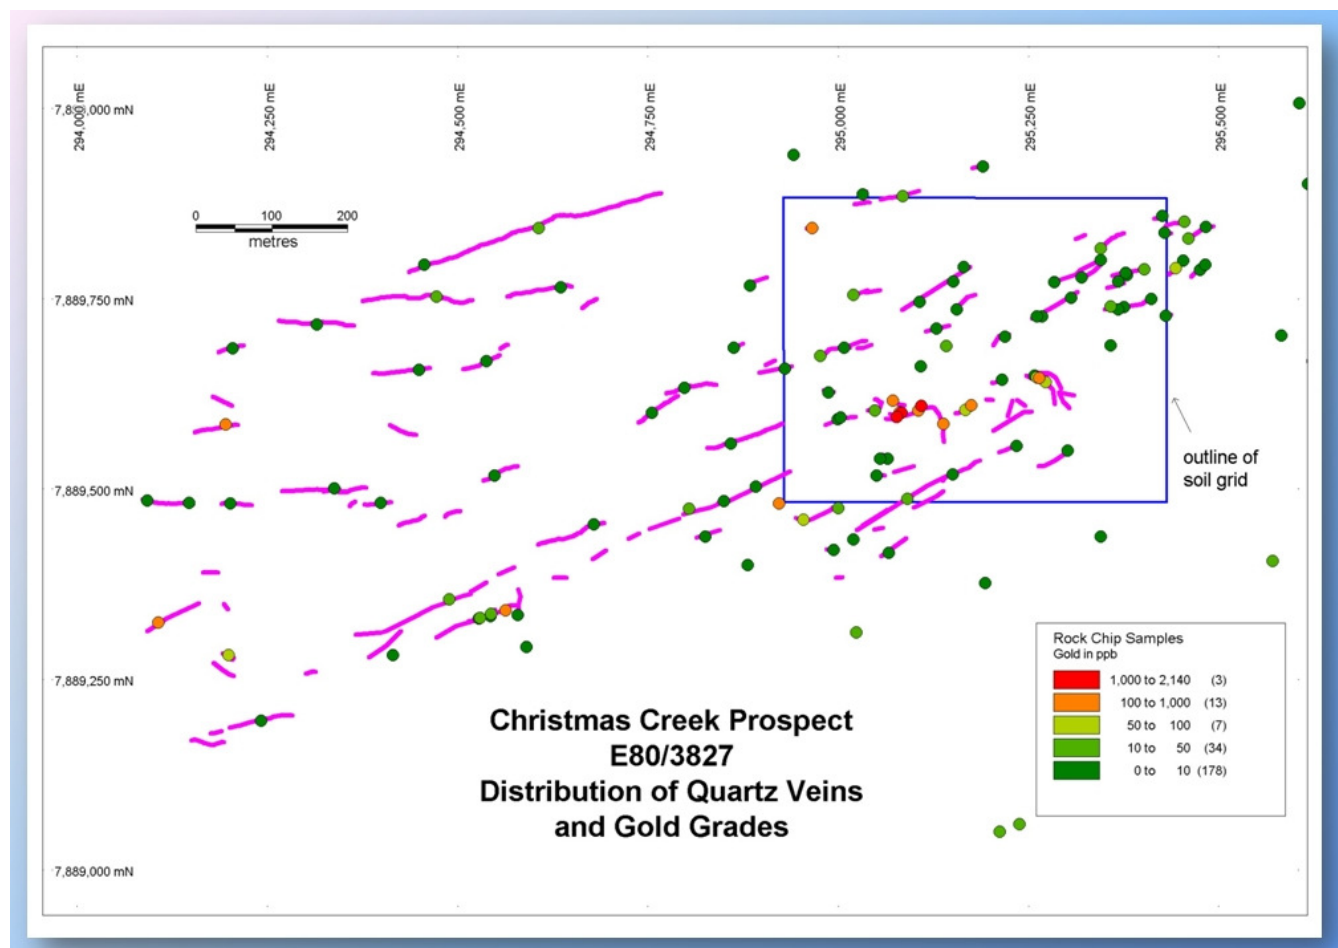 294,000 mE
294,250 mE
294,500 mE
294,750 mE
295,000 mE
295,250 mE
295,500 mE
7,890,000 mN
0 100 200
metres
7,889,750 mN
7,889,500 mN
outline of
soil grid
7,889,250 mN
Rock Chip Samples
Gold in ppb
1,000 to 2,140 (3)
100 to 1,000 (13)
50 to 100 (7)
10 to 50 (34)
0 to 10 (178)
Christmas Creek Prospect
E80/3827
Distribution of Quartz Veins
and Gold Grades
7,889,000 mN